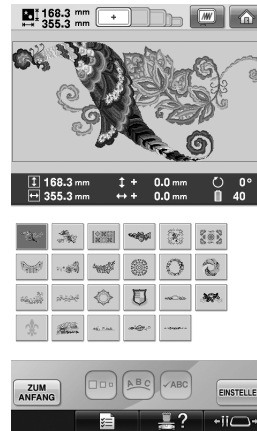 168.3 mm
355.3 mm
168.3 mm + 0.0 mm 0°
355.3 mm + 0.0 mm 40
ZUM
ANFANG
A B C
ABC
EINSTELLE
?